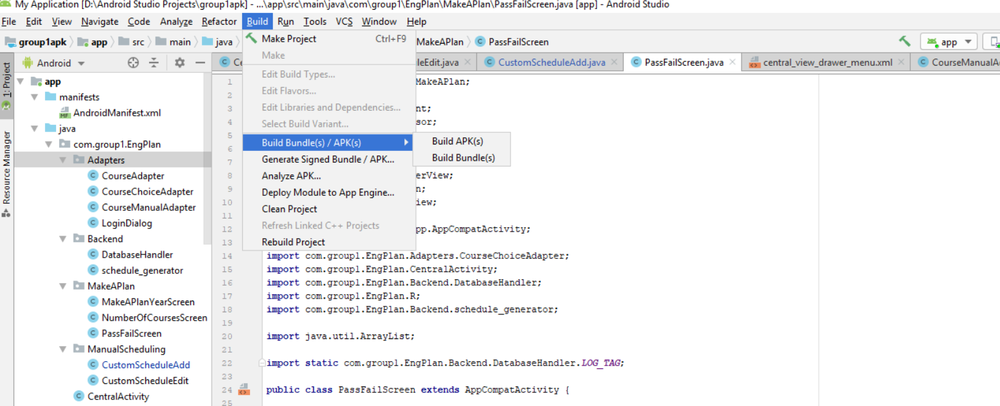 My Application [D:\Android Studio Projects\group1apk] - ...\app\src\main\java\com\group1\EngPlan\MakeAPlan\PassFailScreen.java [app] - Android Studio
File Edit View Navigate Code Analyze Refactor Build Run Tools VCS Window Help
group1apk app src main java MakeAPlan PassFailScreen app
1: Project
Resource Manager
Android
leEdit.java CustomScheduleAdd.java PassFailScreen.java central_view_drawer_menu.xml
app
manifests
AndroidManifest.xml
java
com.group1.EngPlan
Adapters
CourseAdapter
CourseChoiceAdapter
CourseManualAdapter
LoginDialog
Backend
DatabaseHandler
schedule_generator
MakeAPlan
MakeAPlanYearScreen
NumberOfCoursesScreen
PassFailScreen
ManualScheduling
CustomScheduleAdd
CustomScheduleEdit
CentralActivity
Make Project Ctrl+F9
Make
Edit Build Types...
Edit Flavors...
Edit Libraries and Dependencies...
Select Build Variant...
Build Bundle(s) / APK(s)
Generate Signed Bundle / APK...
Analyze APK...
Deploy Module to App Engine...
Clean Project
Refresh Linked C++ Projects
Rebuild Project
Build APK(s)
Build Bundle(s)
1 MakeAPlan;
2
3 nt;
4 sor;
5
6
7
8 erView;
9 n;
10 iew;
11
12 pp.AppCompatActivity;
13
14 import com.group1.EngPlan.Adapters.CourseChoiceAdapter;
15 import com.group1.EngPlan.CentralActivity;
16 import com.group1.EngPlan.Backend.DatabaseHandler;
17 import com.group1.EngPlan.R;
18 import com.group1.EngPlan.Backend.schedule_generator;
19
20 import java.util.ArrayList;
21
22 import static com.group1.EngPlan.Backend.DatabaseHandler.LOG_TAG;
23
24 public class PassFailScreen extends AppCompatActivity {
25